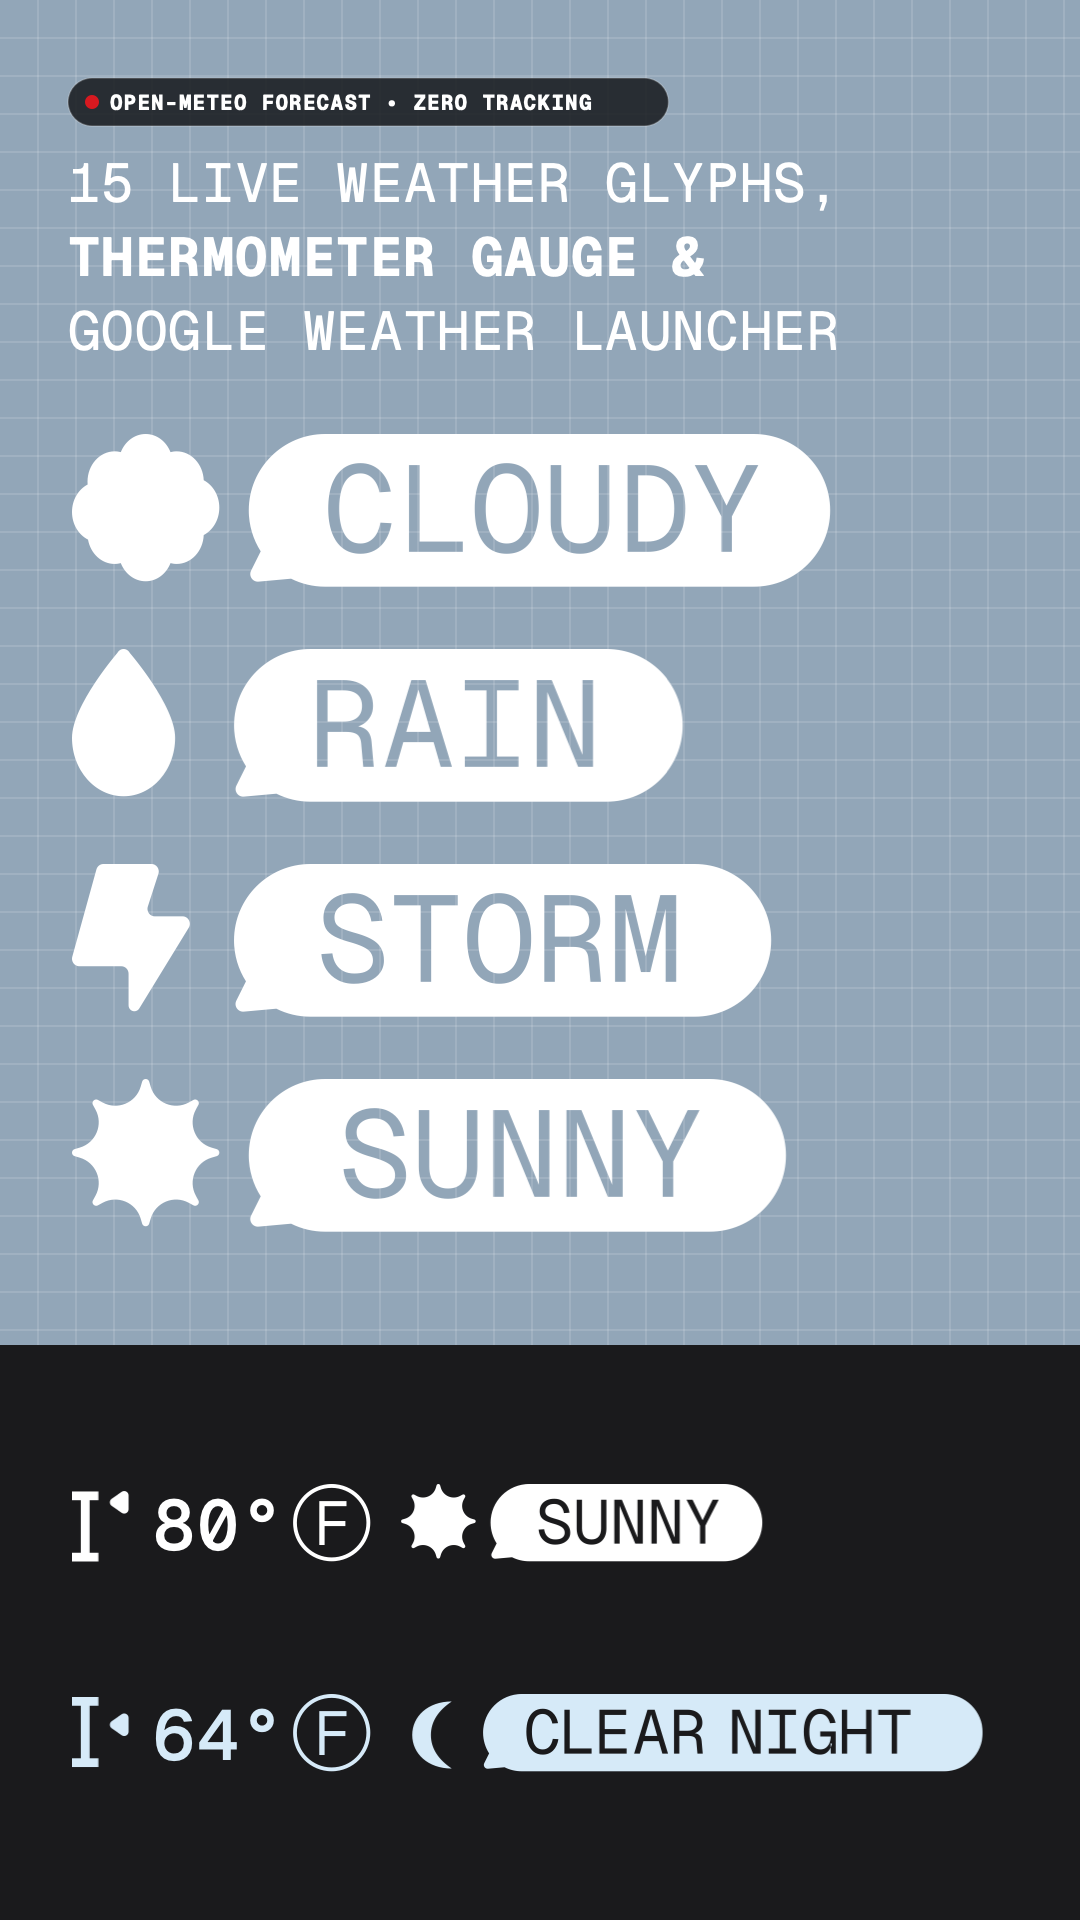 OPEN-METEO FORECAST • ZERO TRACKING
15 LIVE WEATHER GLYPHS,
THERMOMETER GAUGE &
GOOGLE WEATHER LAUNCHER
CLOUDY
RAIN
STORM
SUNNY
80° F SUNNY
64° F CLEAR NIGHT